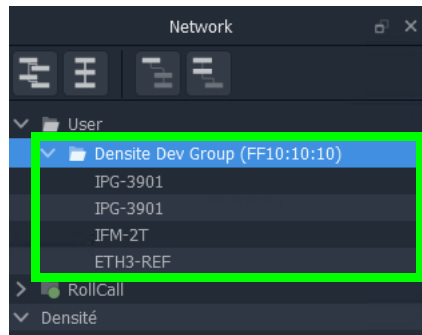 Network
User
Densite Dev Group (FF10:10:10)
IPG-3901
IPG-3901
IFM-2T
ETH3-REF
RollCall
Densité